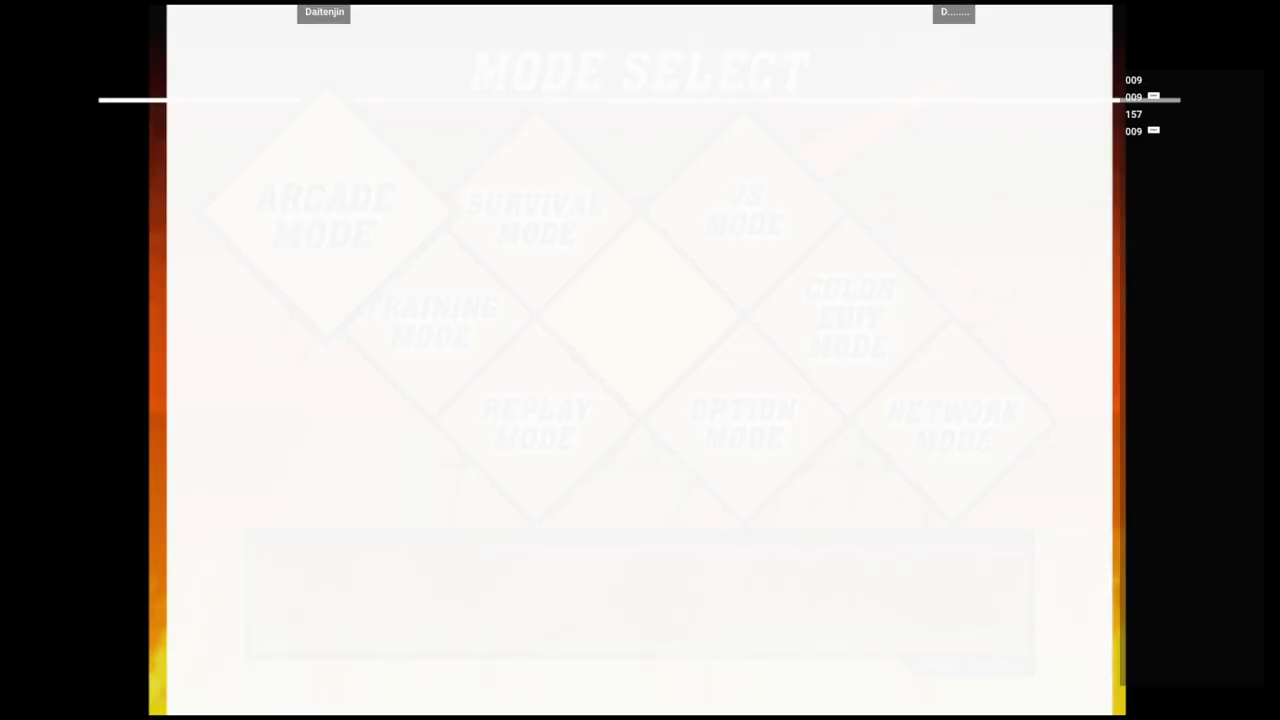 Daitenjin
D........
MODE SELECT
009
009
157
009
ARCADE
MODE
SURVIVAL
MODE
VS
MODE
TRAINING
MODE
COLOR
EDIT
MODE
REPLAY
MODE
OPTION
MODE
NETWORK
MODE